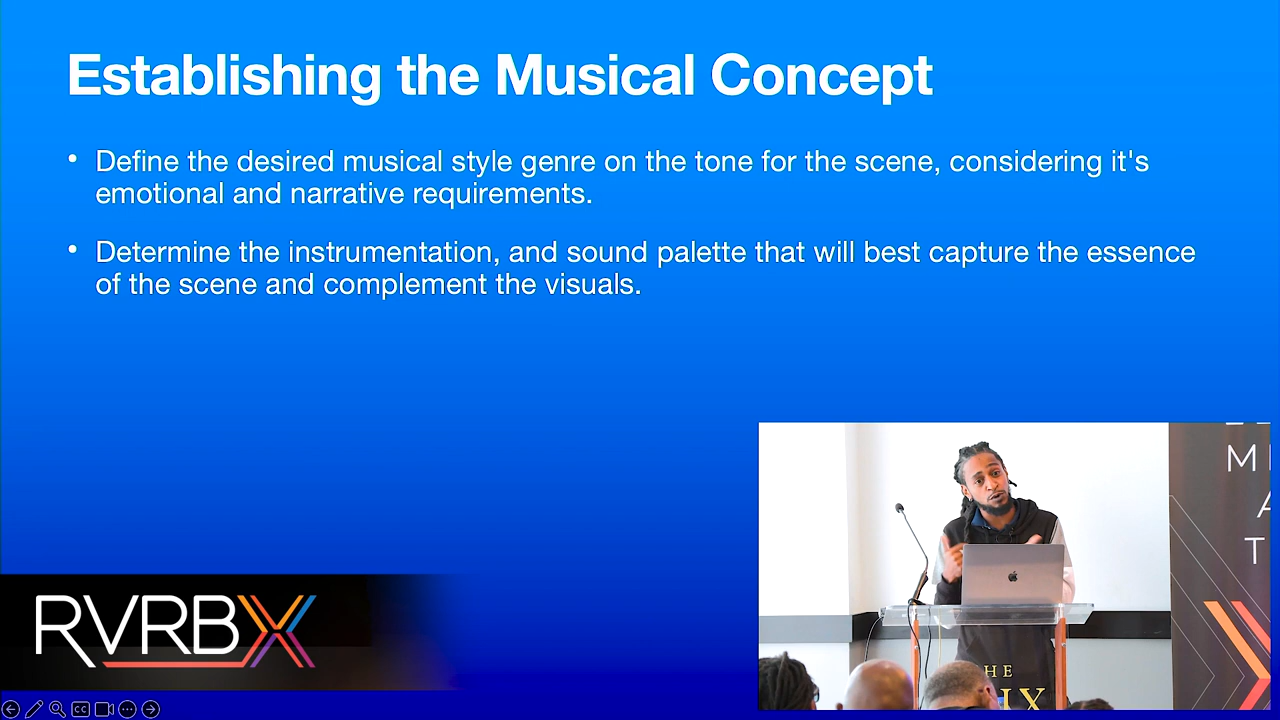 Establishing the Musical Concept
• Define the desired musical style genre on the tone for the scene, considering it's
emotional and narrative requirements.
• Determine the instrumentation, and sound palette that will best capture the essence
of the scene and complement the visuals.
RVRBX
CC